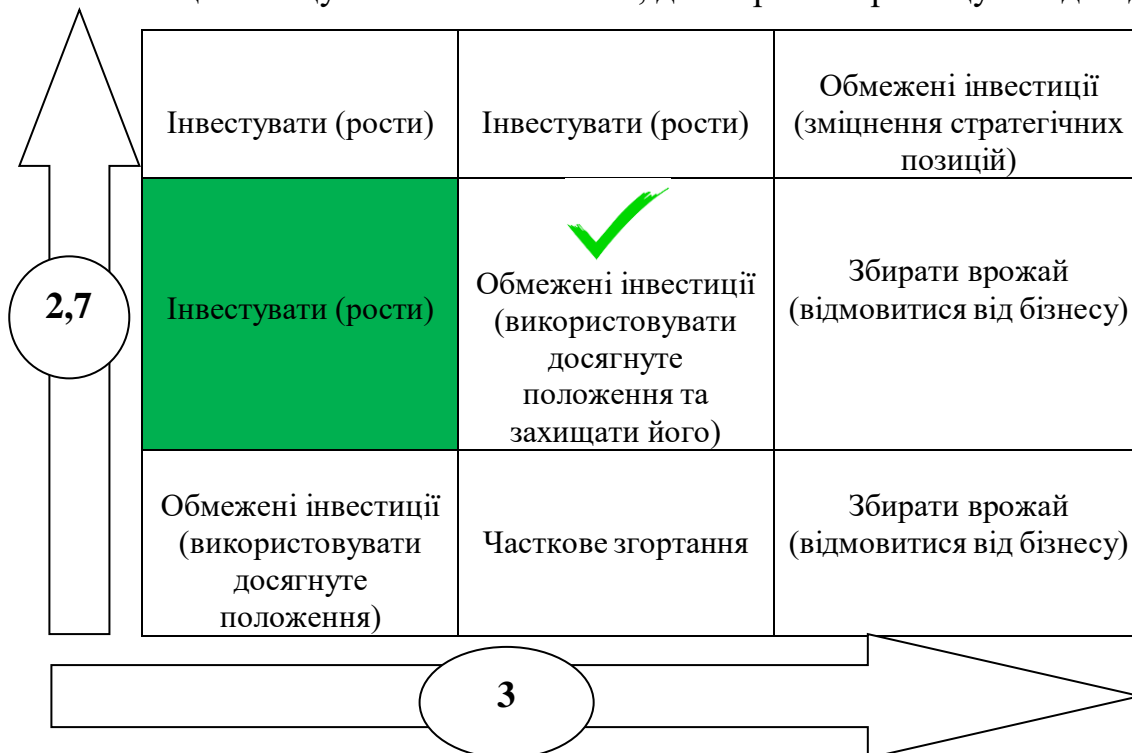 Інвестувати (рости)
Інвестувати (рости)
Обмежені інвестиції
(зміцнення стратегічних
позицій)
2,7
Інвестувати (рости)
Обмежені інвестиції
(використовувати
досягнуте
положення та
захищати його)
Збирати врожай
(відмовитися від бізнесу)
Обмежені інвестиції
(використовувати
досягнуте
положення)
Часткове згортання
Збирати врожай
(відмовитися від бізнесу)
3